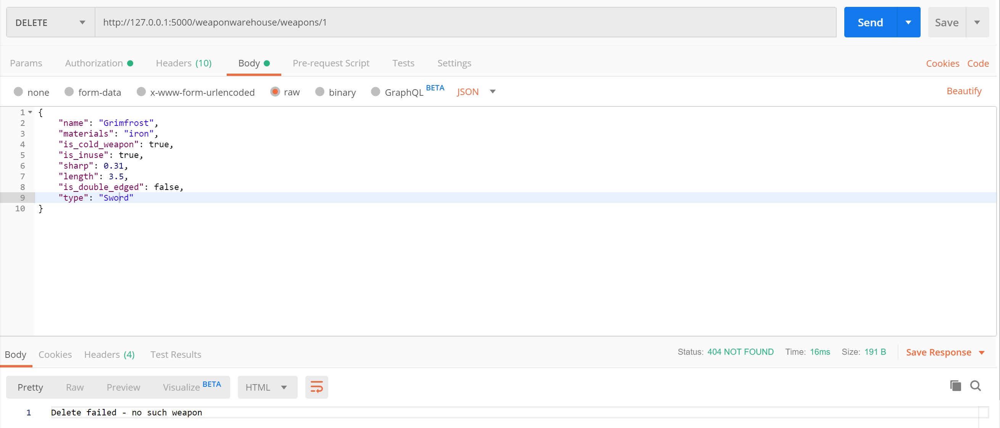 DELETE http://127.0.0.1:5000/weaponwarehouse/weapons/1 Send Save
Params Authorization Headers (10) Body Pre-request Script Tests Settings Cookies Code
none form-data x-www-form-urlencoded raw binary GraphQL BETA JSON Beautify
1 {
2 "name": "Grimfrost",
3 "materials": "iron",
4 "is_cold_weapon": true,
5 "is_inuse": true,
6 "sharp": 0.31,
7 "length": 3.5,
8 "is_double_edged": false,
9 "type": "Sword"
10 }
Body Cookies Headers (4) Test Results Status: 404 NOT FOUND Time: 16ms Size: 191 B Save Response
Pretty Raw Preview Visualize BETA HTML
1 Delete failed - no such weapon